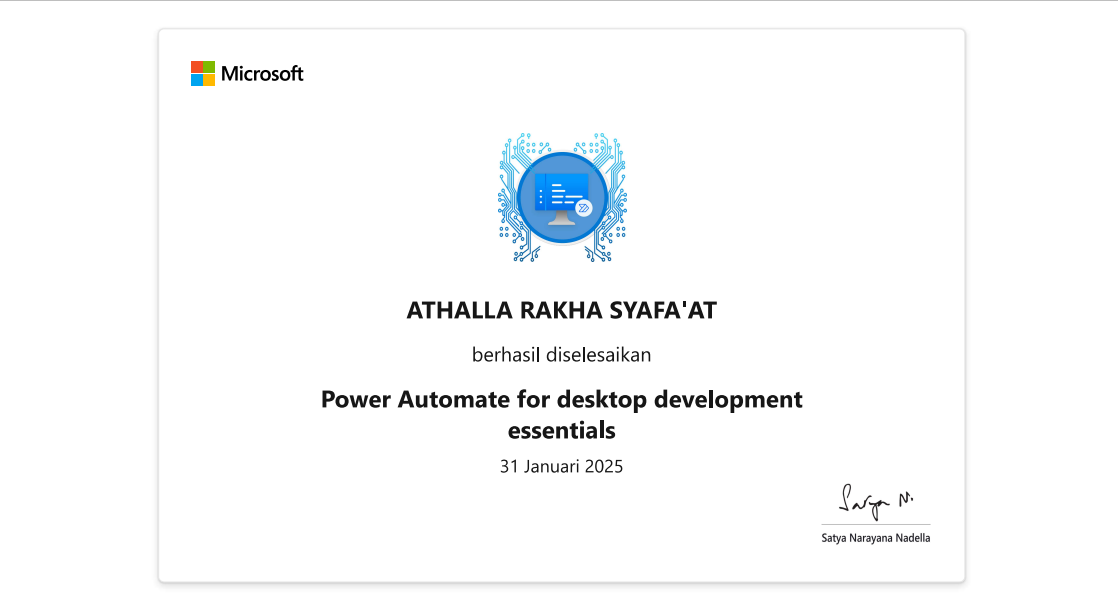 Microsoft
ATHALLA RAKHA SYAFA'AT
berhasil diselesaikan
Power Automate for desktop development
essentials
31 Januari 2025
Satya N.
Satya Narayana Nadella